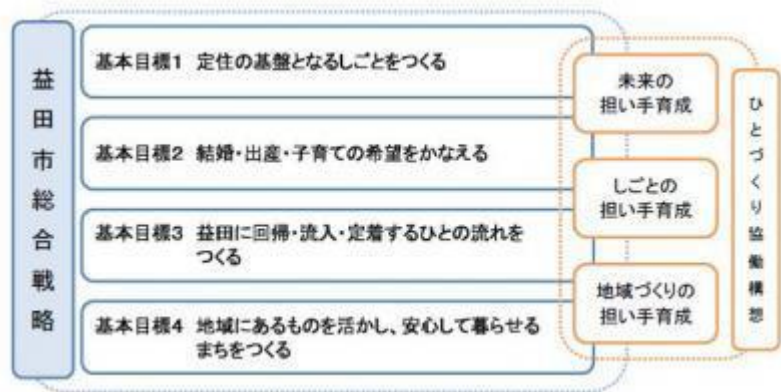 益田市総合戦略
基本目標1 定住の基盤となるしごとをつくる
基本目標2 結婚・出産・子育ての希望をかなえる
基本目標3 益田に回帰・流入・定着するひとの流れを
つくる
基本目標4 地域にあるものを活かし、安心して暮らせる
まちをつくる
未来の
担い手育成
しごとの
担い手育成
地域づくりの
担い手育成
ひとづくり協働構想